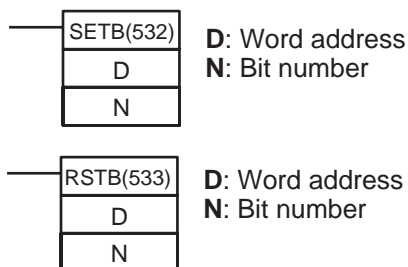 SETB(532)
D
N
D: Word address
N: Bit number
RSTB(533)
D
N
D: Word address
N: Bit number